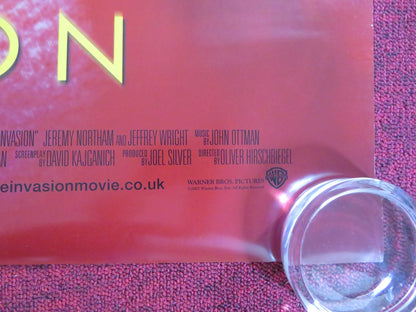 ON
INVASION" JEREMY NORTHAM AND JEFFREY WRIGHT MUSIC BY JOHN OTTMAN
AN SCREENPLAY BY DAVID KAJGANICH PRODUCED BY JOEL SILVER DIRECTED BY OLIVER HIRSCHBIEGEL
einvasionmovie.co.uk
WARNER BROS. PICTURES